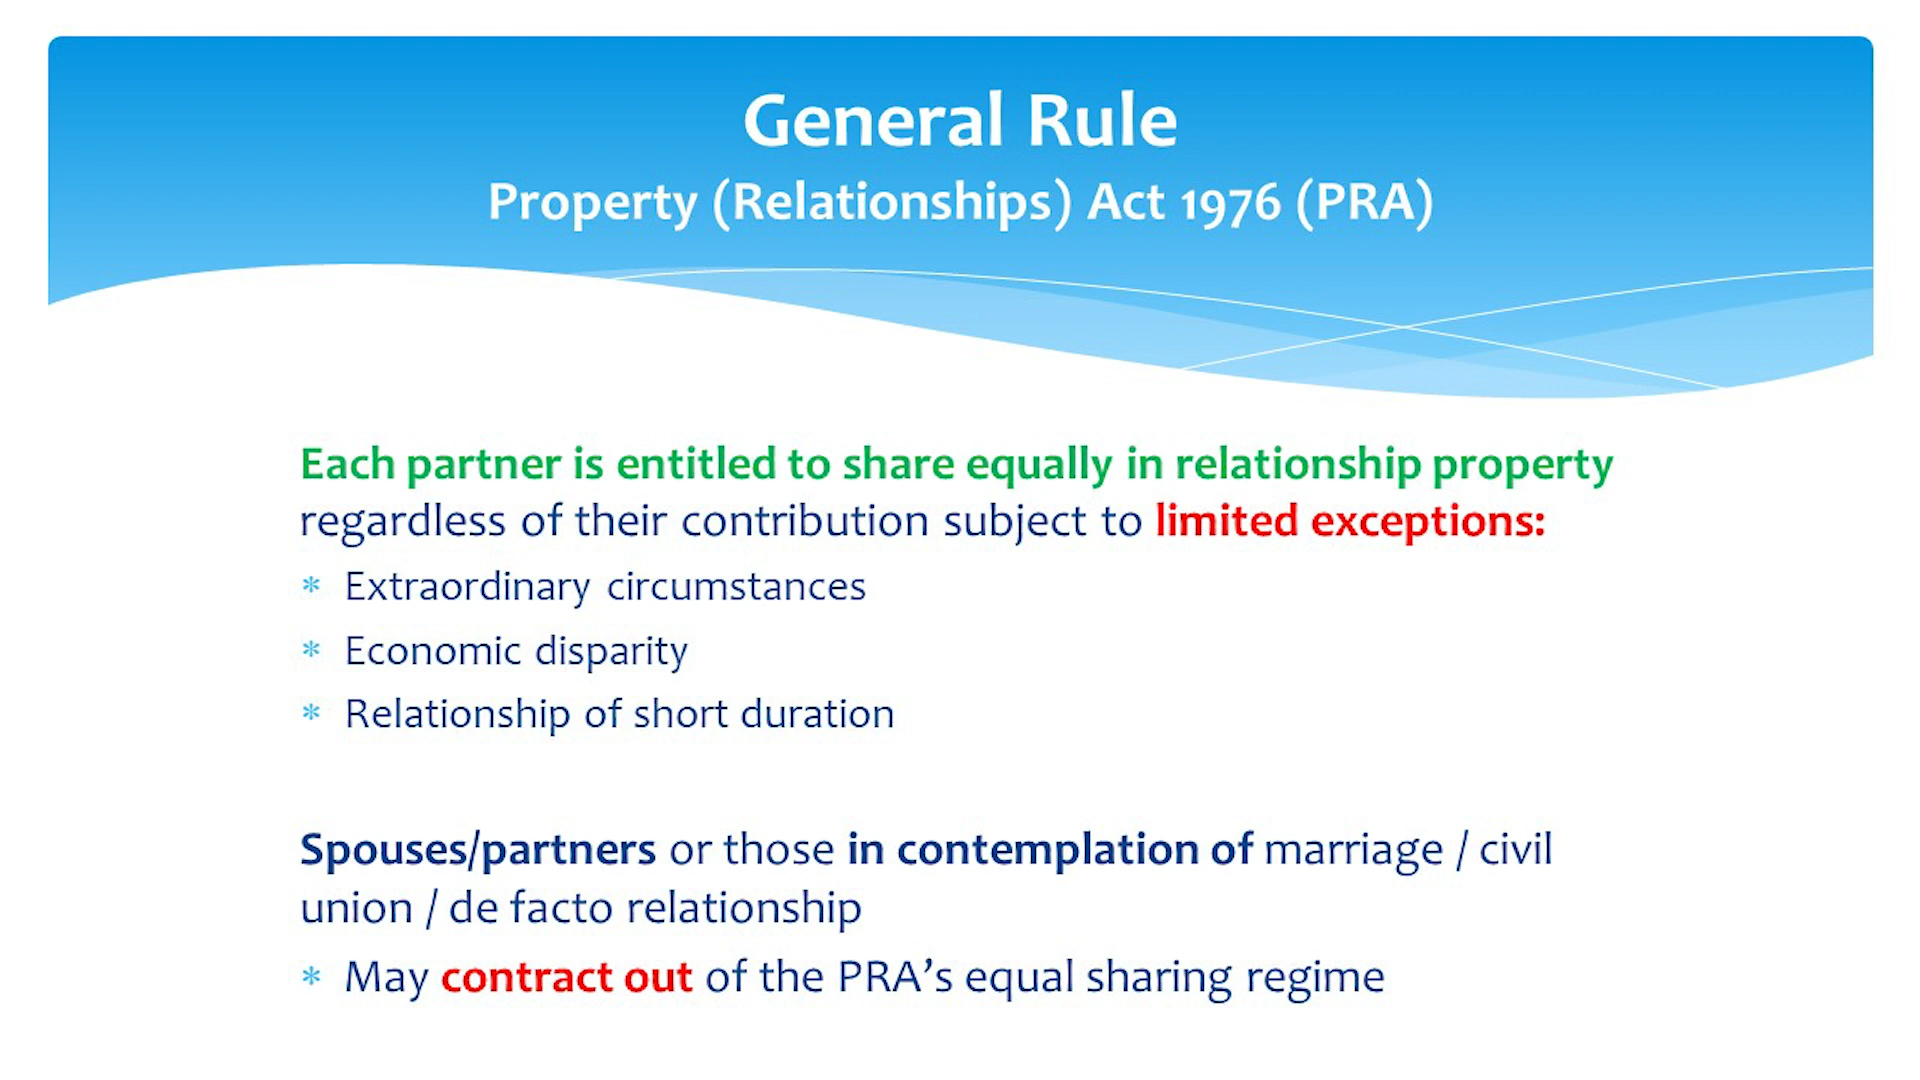 General Rule
Property (Relationships) Act 1976 (PRA)
Each partner is entitled to share equally in relationship property
regardless of their contribution subject to limited exceptions:
* Extraordinary circumstances
* Economic disparity
* Relationship of short duration
Spouses/partners or those in contemplation of marriage / civil
union / de facto relationship
* May contract out of the PRA’s equal sharing regime